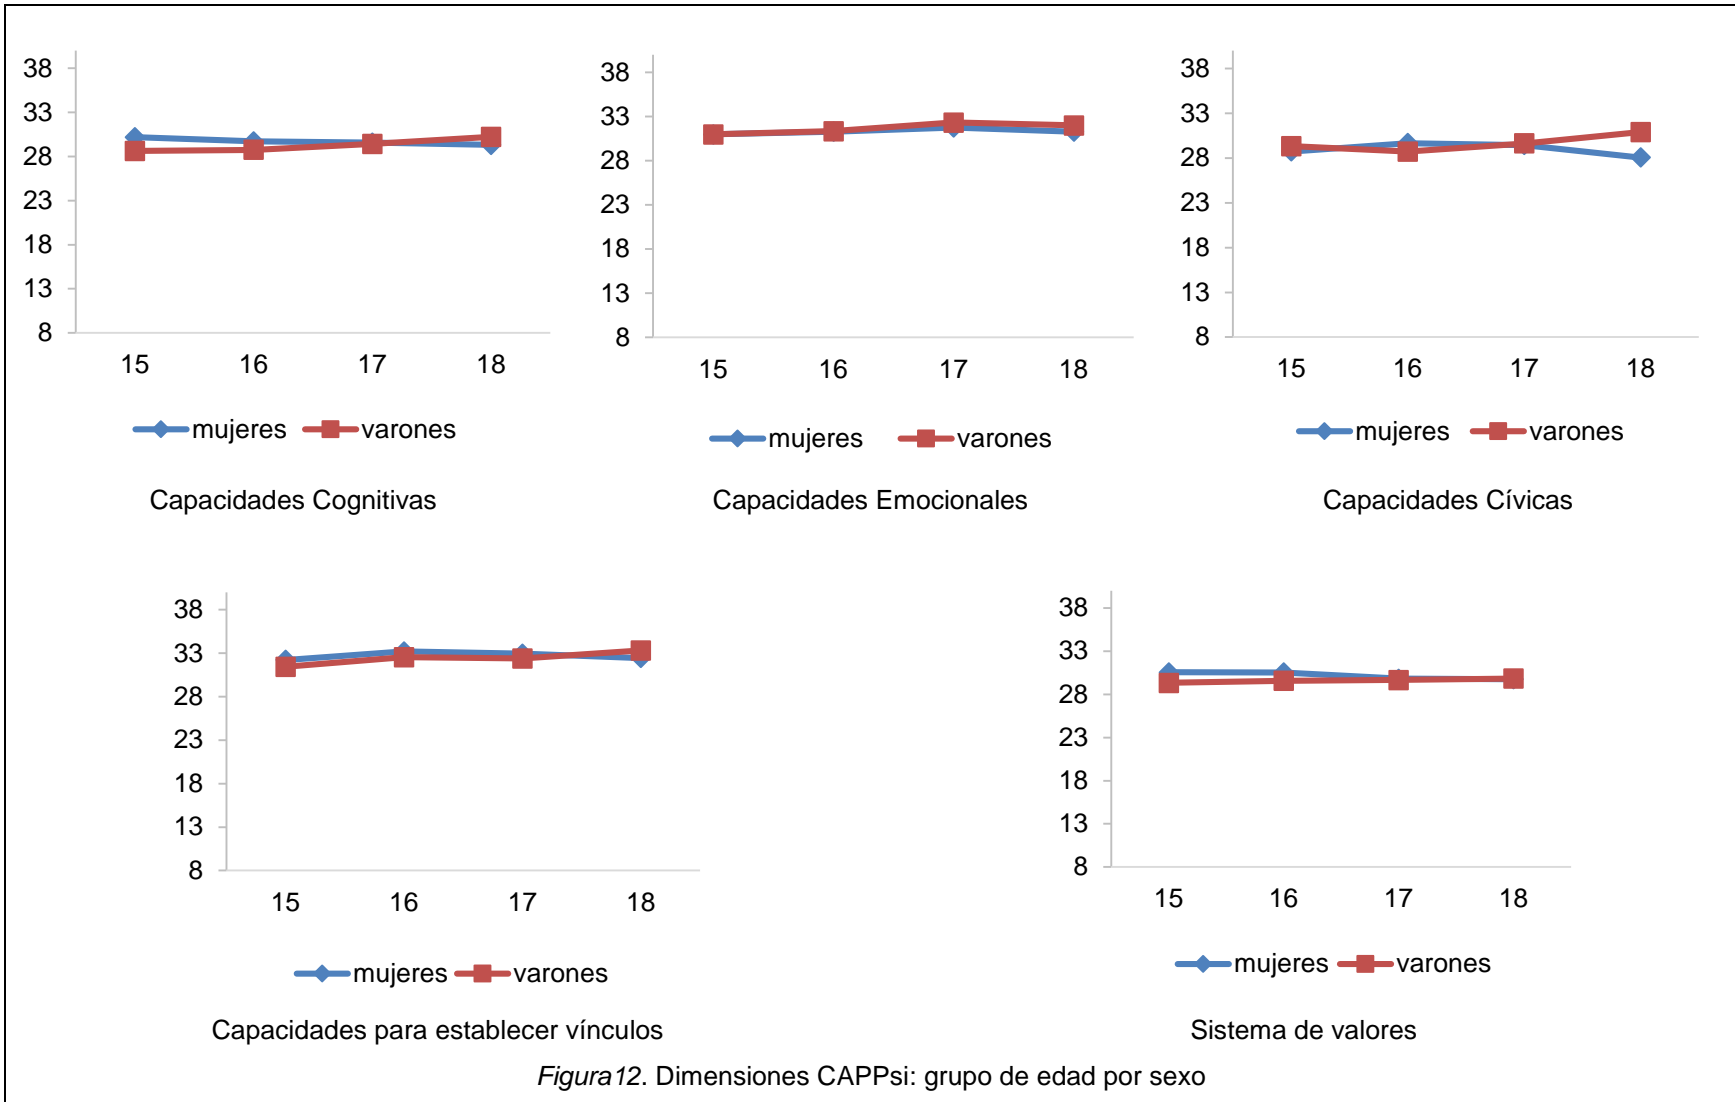 38
33
28
23
18
13
8
15 16 17 18
mujeres varones
Capacidades Cognitivas
38
33
28
23
18
13
8
15 16 17 18
mujeres varones
Capacidades Emocionales
38
33
28
23
18
13
8
15 16 17 18
mujeres varones
Capacidades Cívicas
38
33
28
23
18
13
8
15 16 17 18
mujeres varones
Capacidades para establecer vínculos
38
33
28
23
18
13
8
15 16 17 18
mujeres varones
Sistema de valores
Figura12. Dimensiones CAPPsi: grupo de edad por sexo